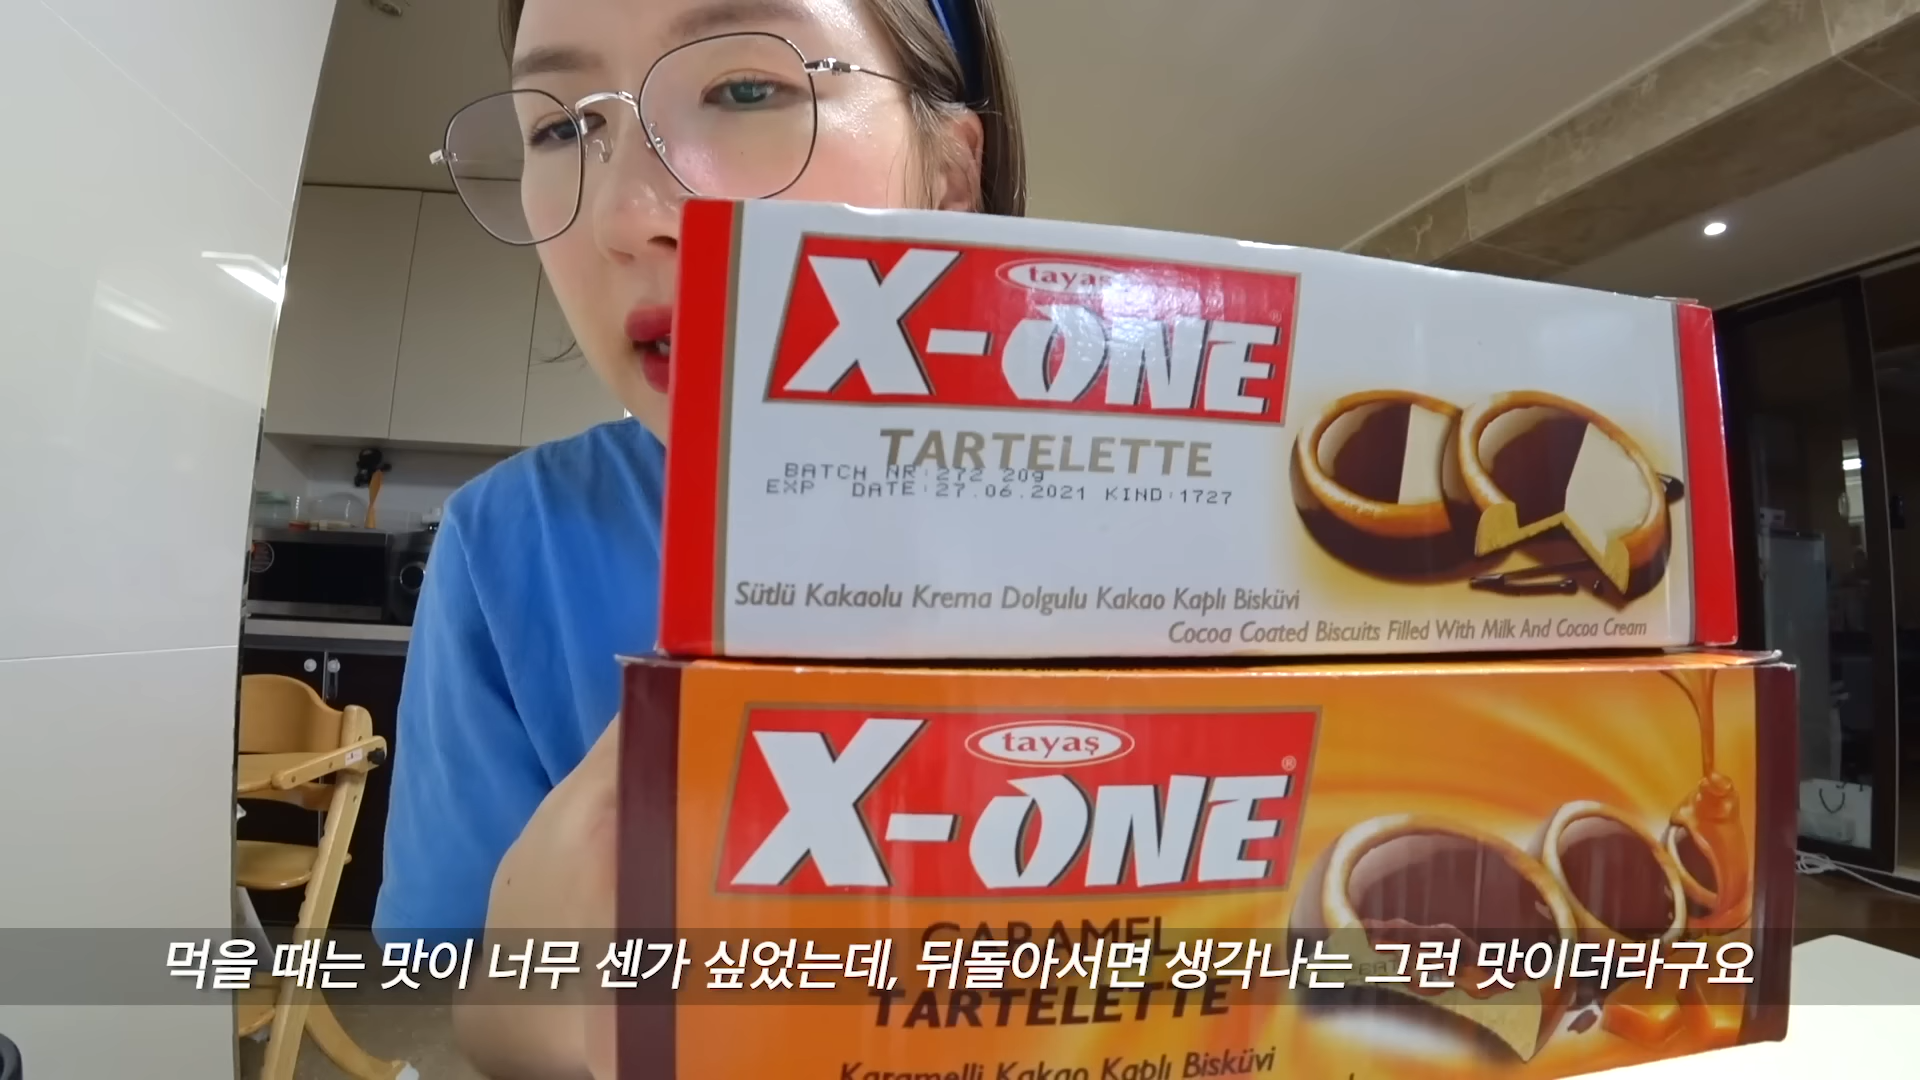 tayaş
X-ONE
TARTELETTE
BATCH NR:272 20g
EXP DATE:27.06.2021 KIND:1727
Sütlü Kakaolu Krema Dolgulu Kakao Kaplı Bisküvi
Cocoa Coated Biscuits Filled With Milk And Cocoa Cream
tayaş
X-ONE
CARAMEL
TARTELETTE
Karamelli Kakao Kaplı Bisküvi
먹을 때는 맛이 너무 센가 싶었는데, 뒤돌아서면 생각나는 그런 맛이더라구요